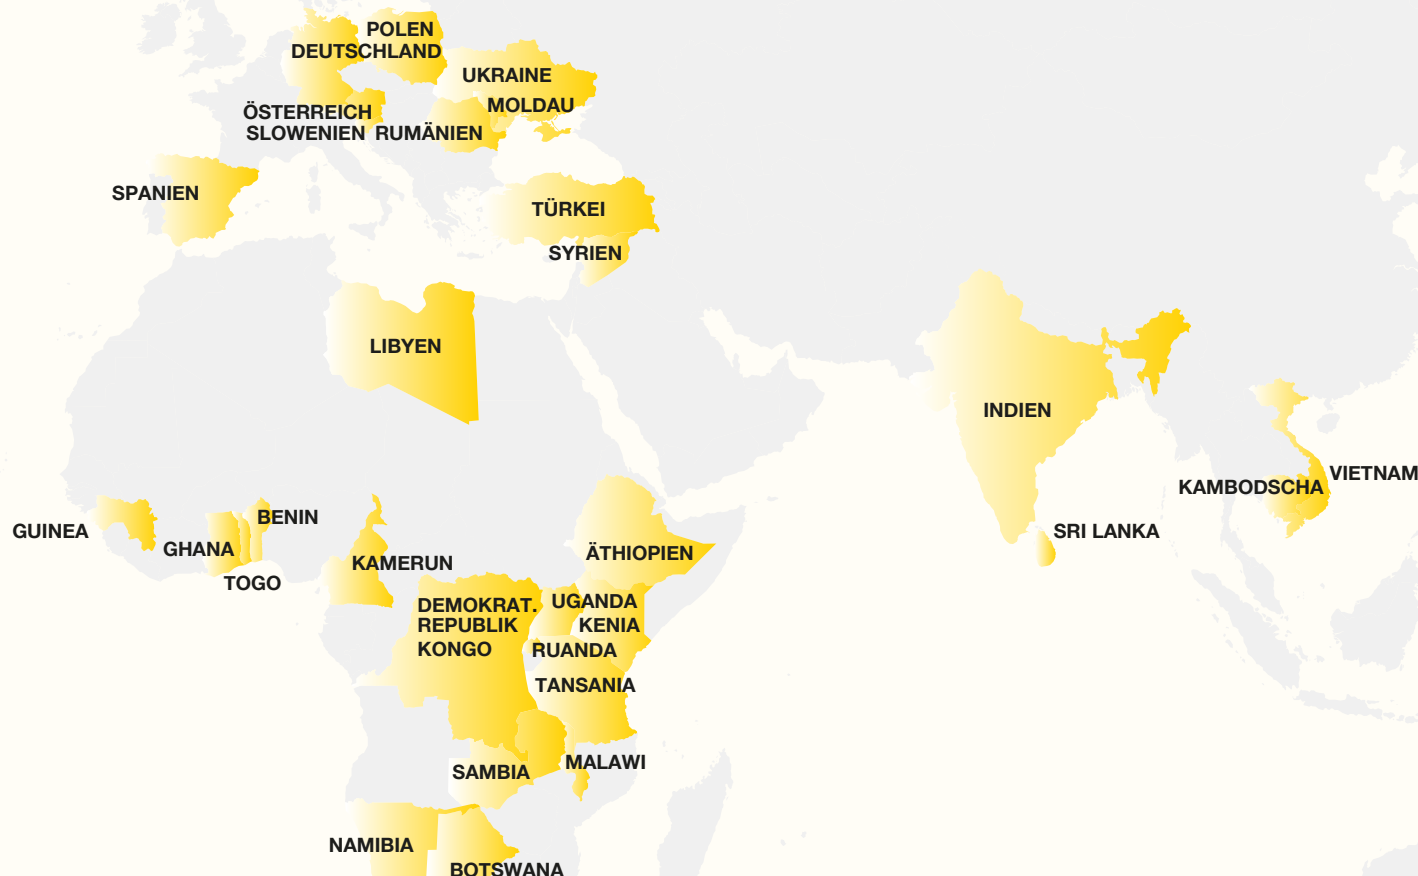 POLEN
DEUTSCHLAND
UKRAINE
MOLDAU
ÖSTERREICH
SLOWENIEN
RUMÄNIEN
SPANIEN
TÜRKEI
SYRIEN
LIBYEN
INDIEN
VIETNAM
KAMBODSCHA
SRI LANKA
GUINEA
BENIN
GHANA
TOGO
KAMERUN
ÄTHIOPIEN
DEMOKRAT.
REPUBLIK
KONGO
UGANDA
KENIA
RUANDA
TANSANIA
MALAWI
SAMBIA
NAMIBIA
BOTSWANA